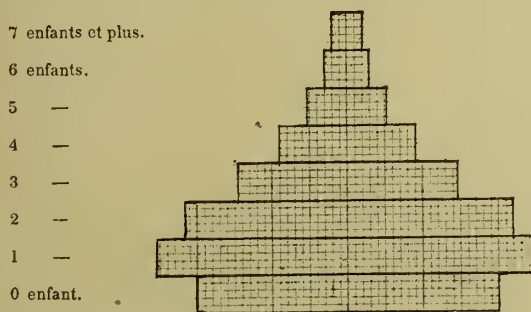 7 enfants et plus.
6 enfants.
5 —
4 —
3 —
2 —
1 —
0 enfant.